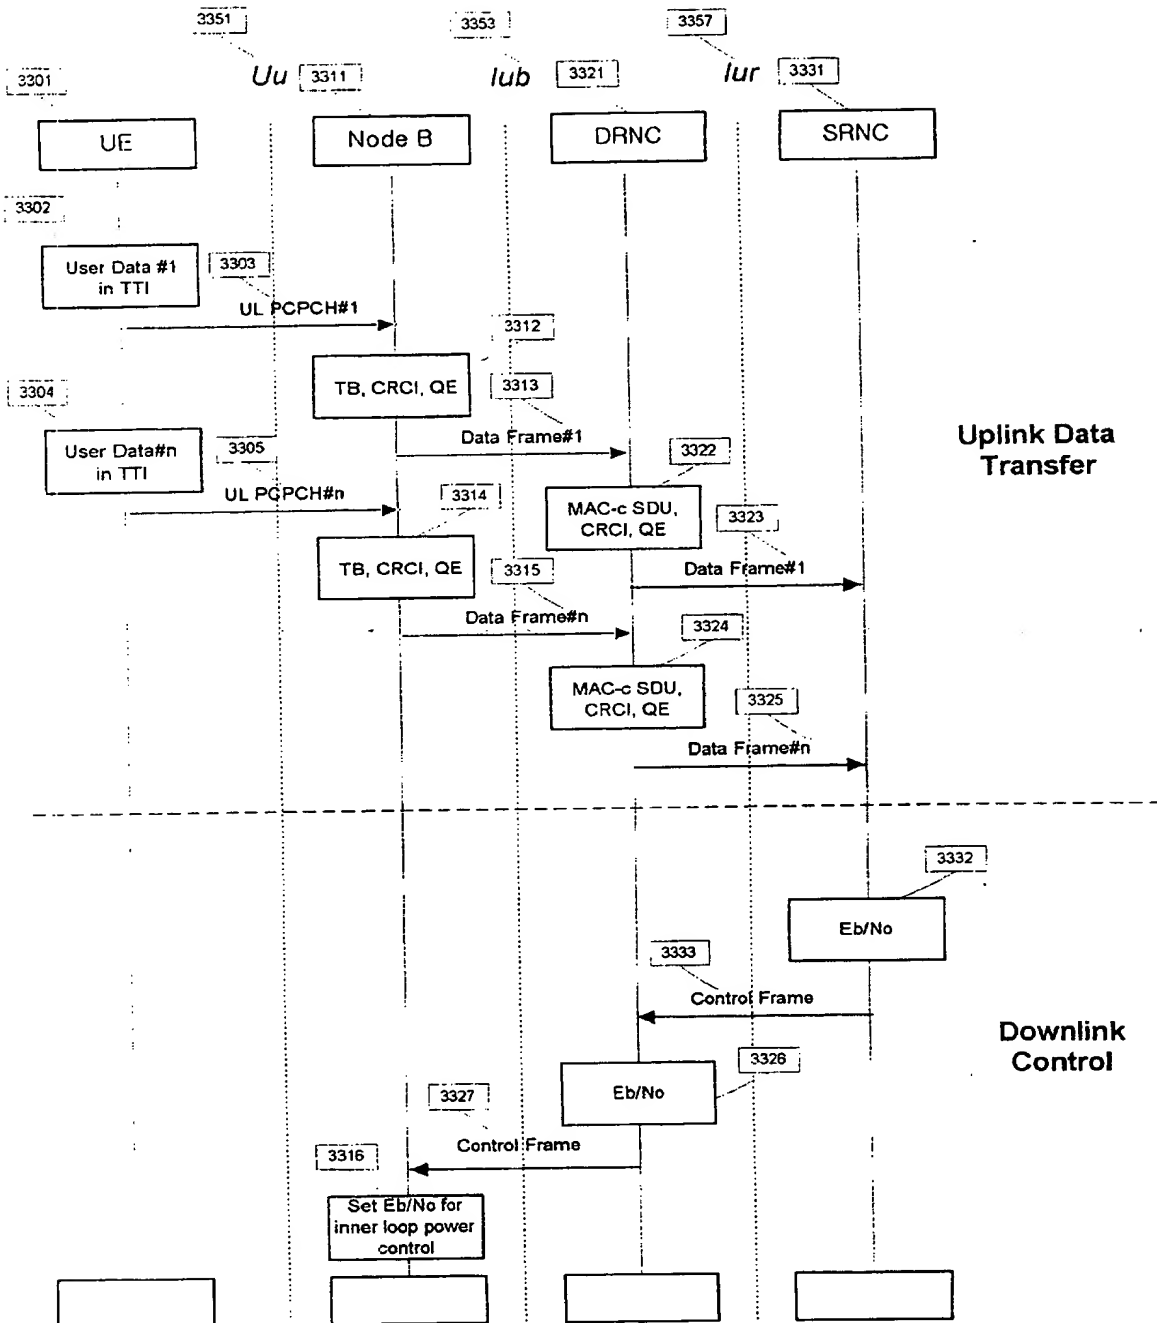 3351
3353
3357
3301
Uu
3311
Iub
3321
Iur
3331
UE
Node B
DRNC
SRNC
3302
User Data #1
in TTI
3303
UL PCPCH#1
3312
TB, CRCI, QE
3313
3304
Data Frame#1
User Data#n
in TTI
3305
3322
Uplink Data
Transfer
UL PCPCH#n
3314
MAC-c SDU,
CRCI, QE
3323
TB, CRCI, QE
3315
Data Frame#1
Data Frame#n
3324
MAC-c SDU,
CRCI, QE
3325
Data Frame#n
3332
Eb/No
3333
Control Frame
Downlink
Control
3326
Eb/No
3327
Control Frame
3316
Set Eb/No for
inner loop power
control